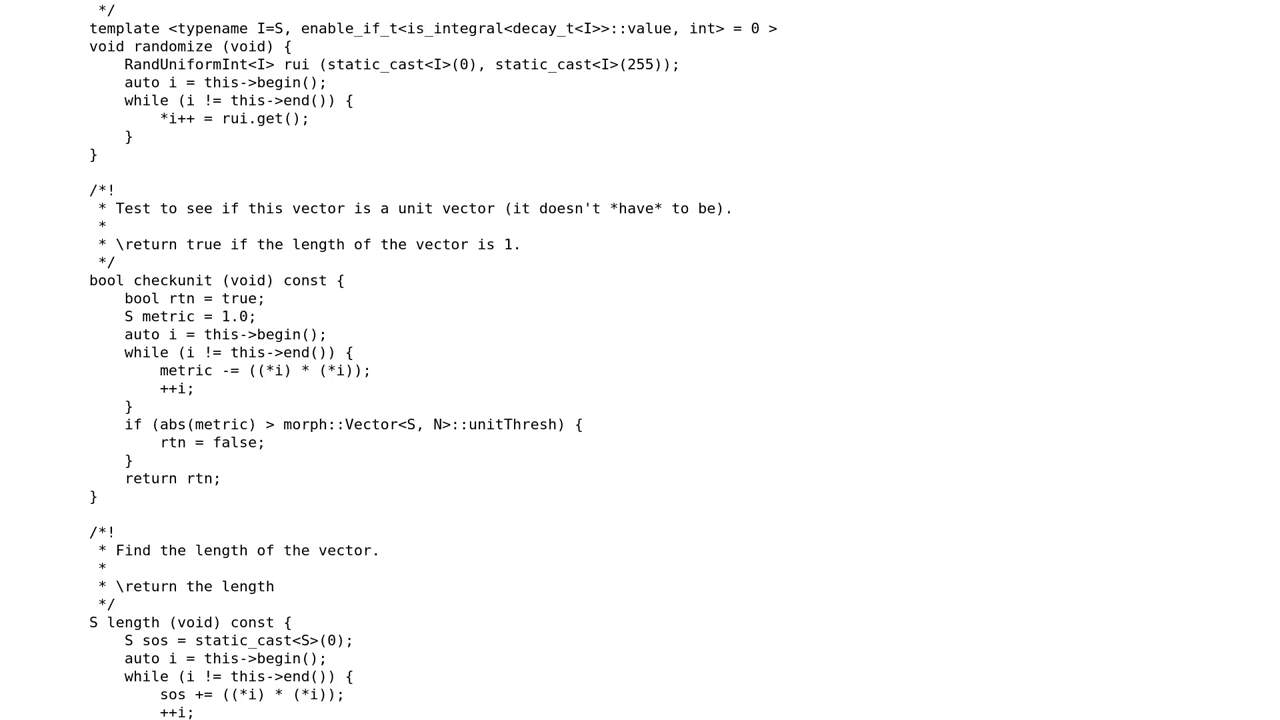 */
template <typename I=S, enable_if_t<is_integral<decay_t<I>>::value, int> = 0 >
void randomize (void) {
    RandUniformInt<I> rui (static_cast<I>(0), static_cast<I>(255));
    auto i = this->begin();
    while (i != this->end()) {
        *i++ = rui.get();
    }
}

/*!
 * Test to see if this vector is a unit vector (it doesn't *have* to be).
 *
 * \return true if the length of the vector is 1.
 */
bool checkunit (void) const {
    bool rtn = true;
    S metric = 1.0;
    auto i = this->begin();
    while (i != this->end()) {
        metric -= ((*i) * (*i));
        ++i;
    }
    if (abs(metric) > morph::Vector<S, N>::unitThresh) {
        rtn = false;
    }
    return rtn;
}

/*!
 * Find the length of the vector.
 *
 * \return the length
 */
S length (void) const {
    S sos = static_cast<S>(0);
    auto i = this->begin();
    while (i != this->end()) {
        sos += ((*i) * (*i));
        ++i;